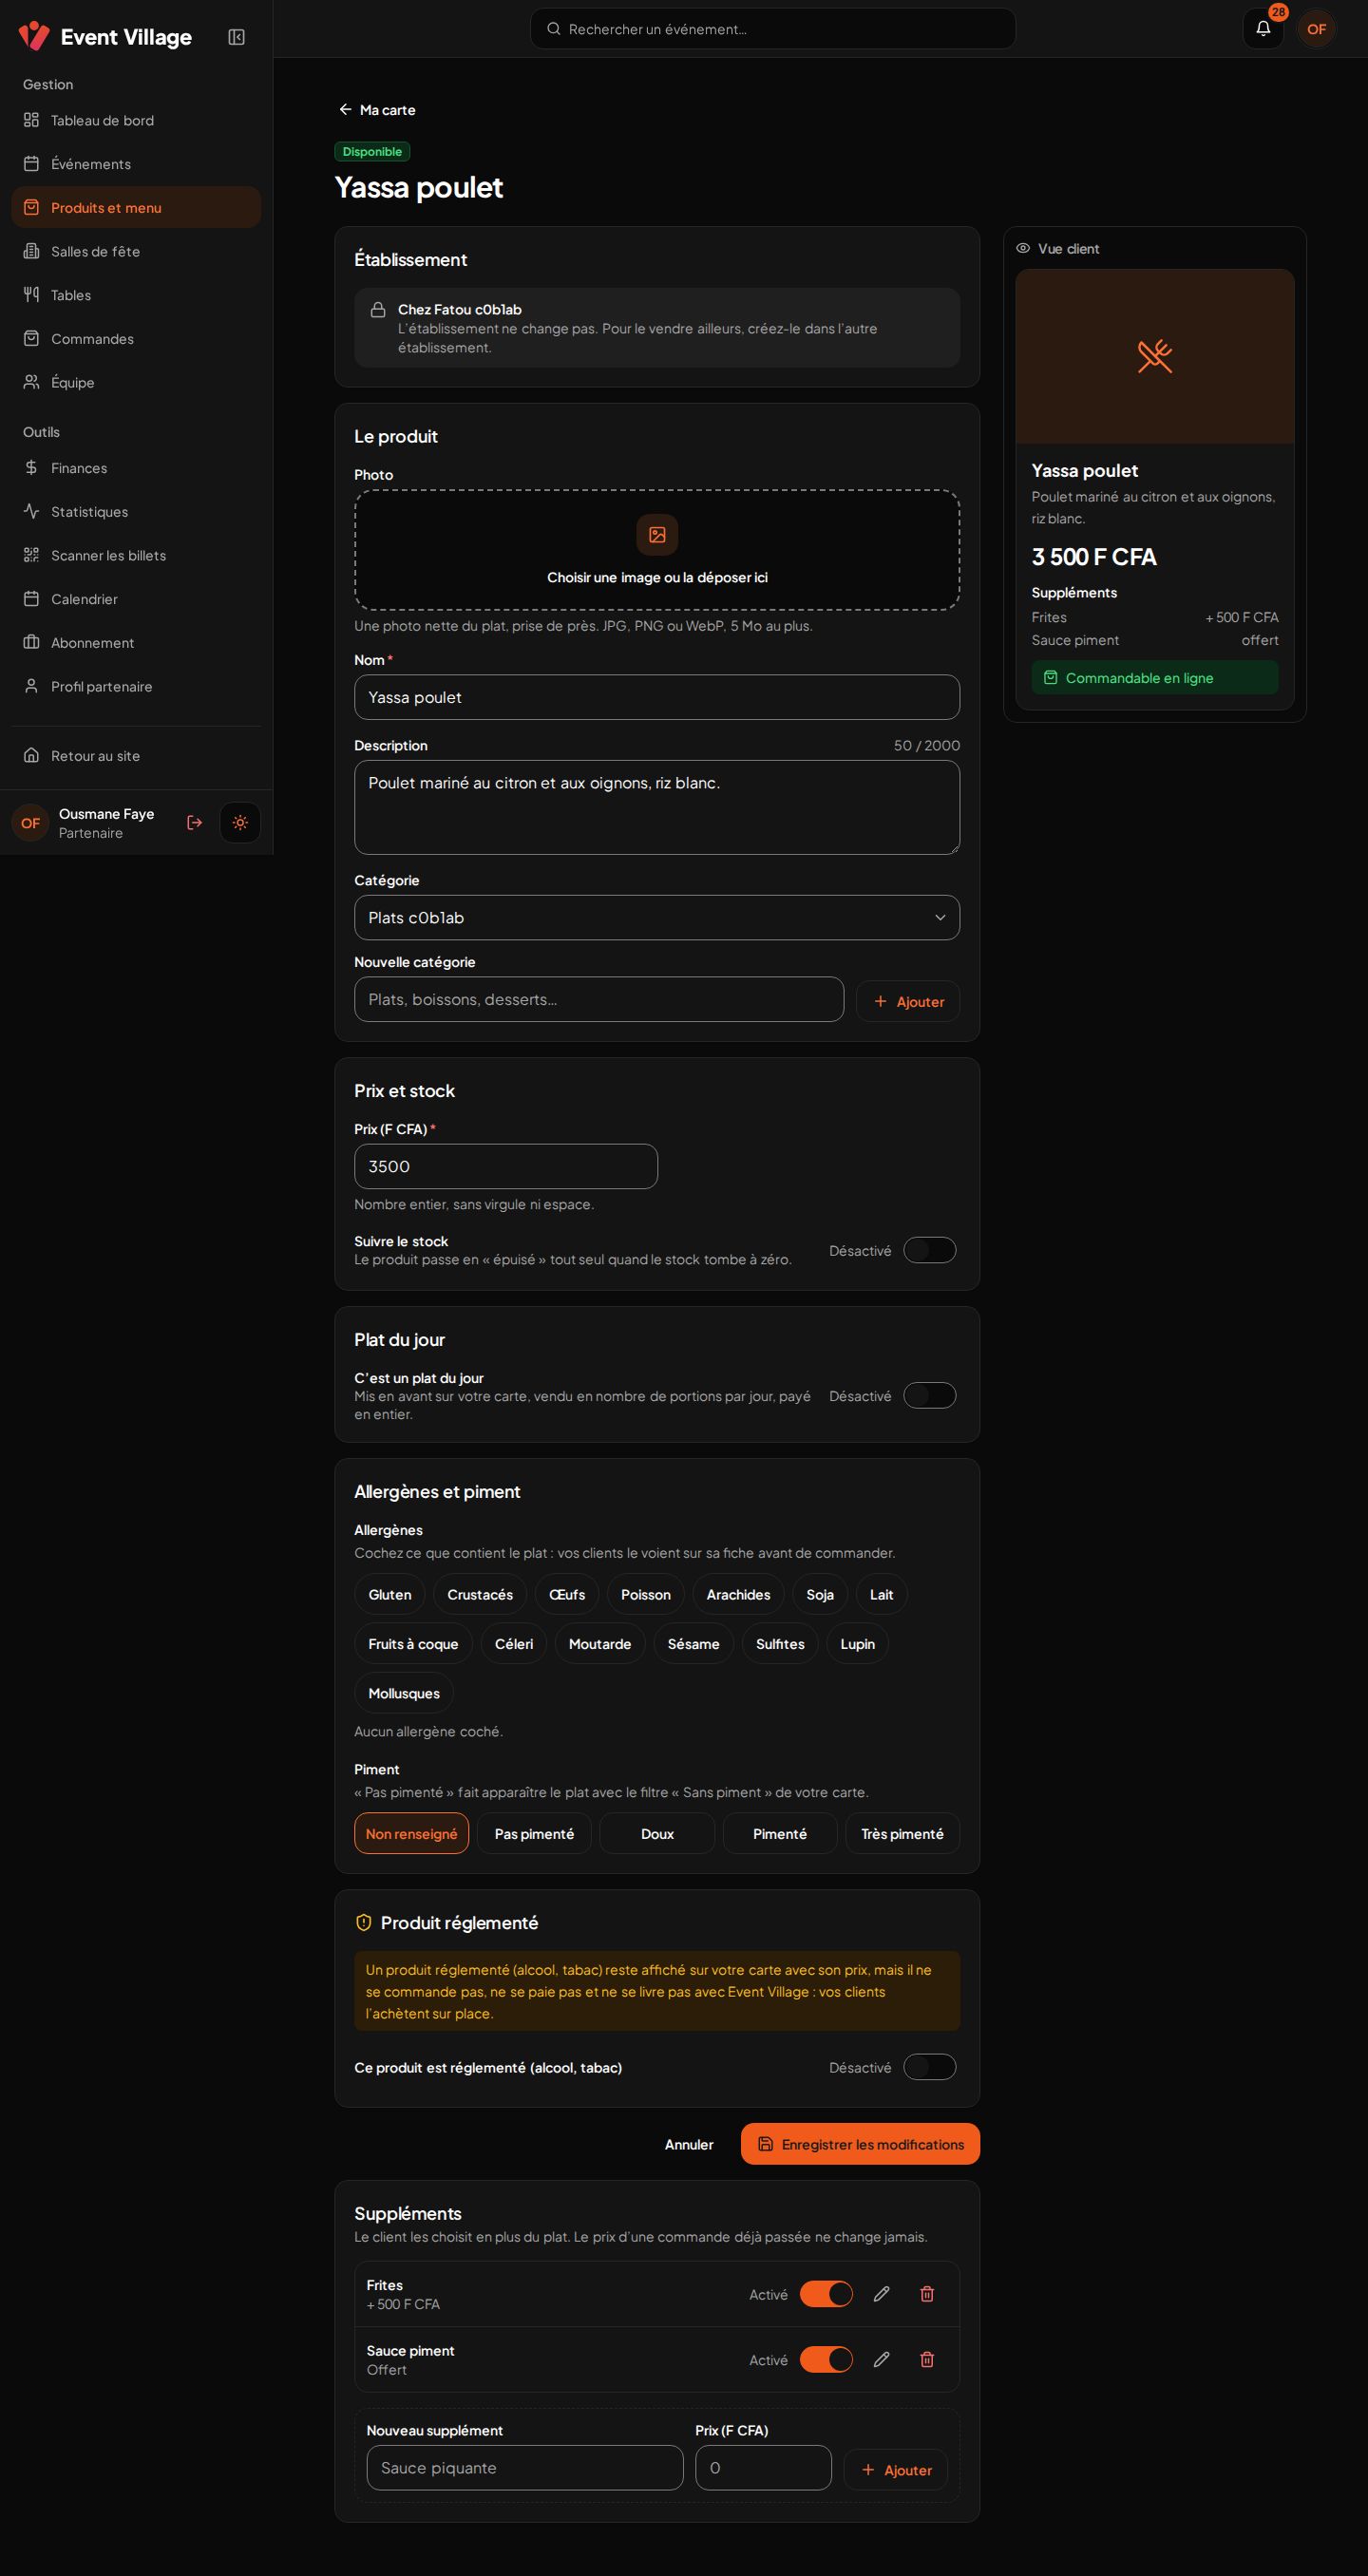 Event Village
Rechercher un événement...
28
OF
Gestion
Tableau de bord
Événements
Produits et menu
Salles de fête
Tables
Commandes
Équipe
Outils
Finances
Statistiques
Scanner les billets
Calendrier
Abonnement
Profil partenaire
Retour au site
OF
Ousmane Faye
Partenaire
Ma carte
Disponible
Yassa poulet
Établissement
Chez Fatou c0b1ab
L'établissement ne change pas. Pour le vendre ailleurs, créez-le dans l'autre
établissement.
Le produit
Photo
Choisir une image ou la déposer ici
Une photo nette du plat, prise de près. JPG, PNG ou WebP, 5 Mo au plus.
Nom *
Yassa poulet
Description
50 / 2000
Poulet mariné au citron et aux oignons, riz blanc.
Catégorie
Plats c0b1ab
Nouvelle catégorie
Plats, boissons, desserts...
Ajouter
Prix et stock
Prix (F CFA) *
3500
Nombre entier, sans virgule ni espace.
Suivre le stock
Le produit passe en « épuisé » tout seul quand le stock tombe à zéro.
Désactivé
Plat du jour
C'est un plat du jour
Mis en avant sur votre carte, vendu en nombre de portions par jour, payé
en entier.
Désactivé
Allergènes et piment
Allergènes
Cochez ce que contient le plat : vos clients le voient sur sa fiche avant de commander.
Gluten Crustacés Œufs Poisson Arachides Soja Lait
Fruits à coque Céleri Moutarde Sésame Sulfites Lupin
Mollusques
Aucun allergène coché.
Piment
« Pas pimenté » fait apparaître le plat avec le filtre « Sans piment » de votre carte.
Non renseigné Pas pimenté Doux Pimenté Très pimenté
Produit réglementé
Un produit réglementé (alcool, tabac) reste affiché sur votre carte avec son prix, mais il ne
se commande pas, ne se paie pas et ne se livre pas avec Event Village : vos clients
l'achètent sur place.
Ce produit est réglementé (alcool, tabac)
Désactivé
Annuler
Enregistrer les modifications
Suppléments
Le client les choisit en plus du plat. Le prix d'une commande déjà passée ne change jamais.
Frites
+ 500 F CFA
Activé
Sauce piment
Offert
Activé
Nouveau supplément
Prix (F CFA)
Sauce piquante
0
Ajouter
Vue client
Yassa poulet
Poulet mariné au citron et aux oignons,
riz blanc.
3 500 F CFA
Suppléments
Frites + 500 F CFA
Sauce piment offert
Commandable en ligne